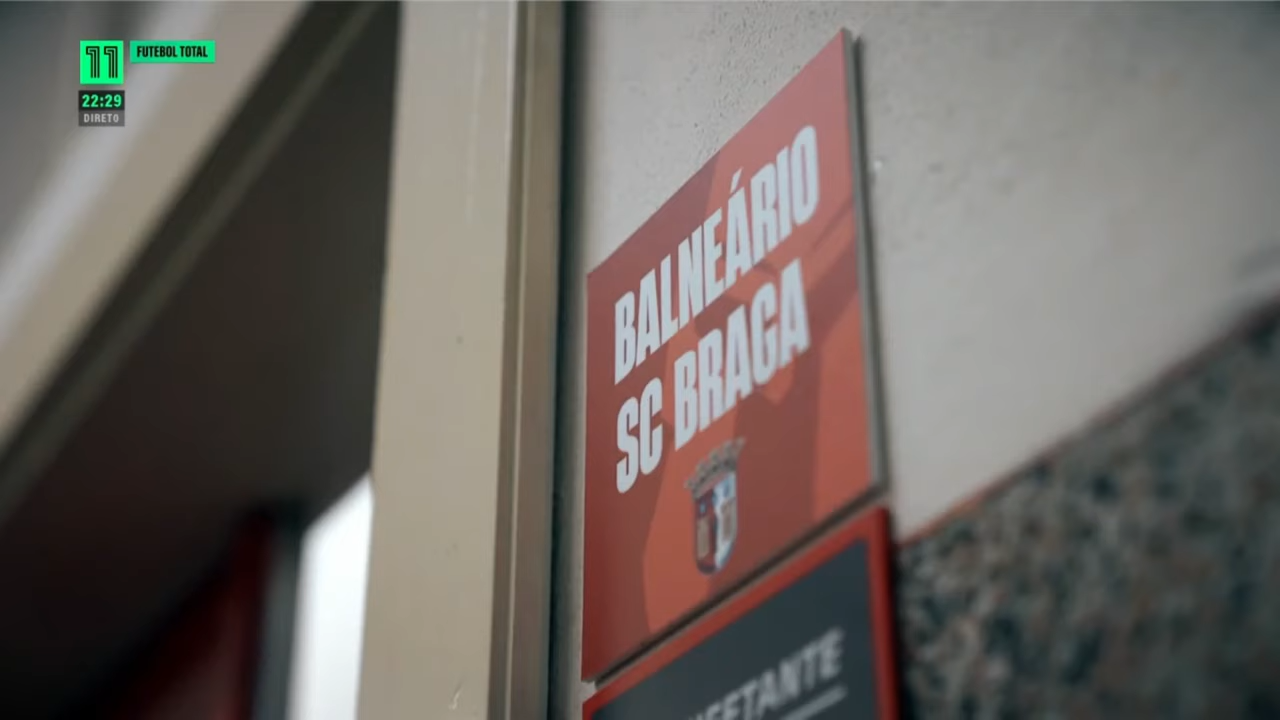 11
FUTEBOL TOTAL
22:29
DIRETO
BALNEÁRIO
SC BRAGA